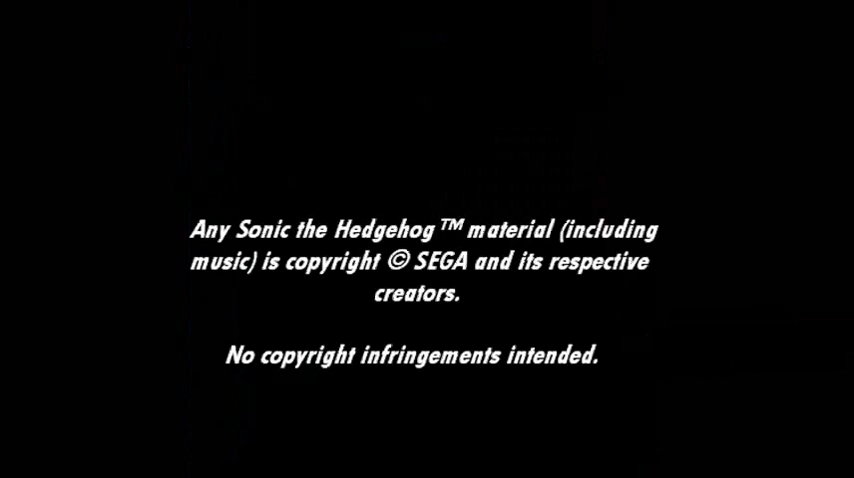 Any Sonic the Hedgehog™ material (including
music) is copyright © SEGA and its respective
creators.
No copyright infringements intended.